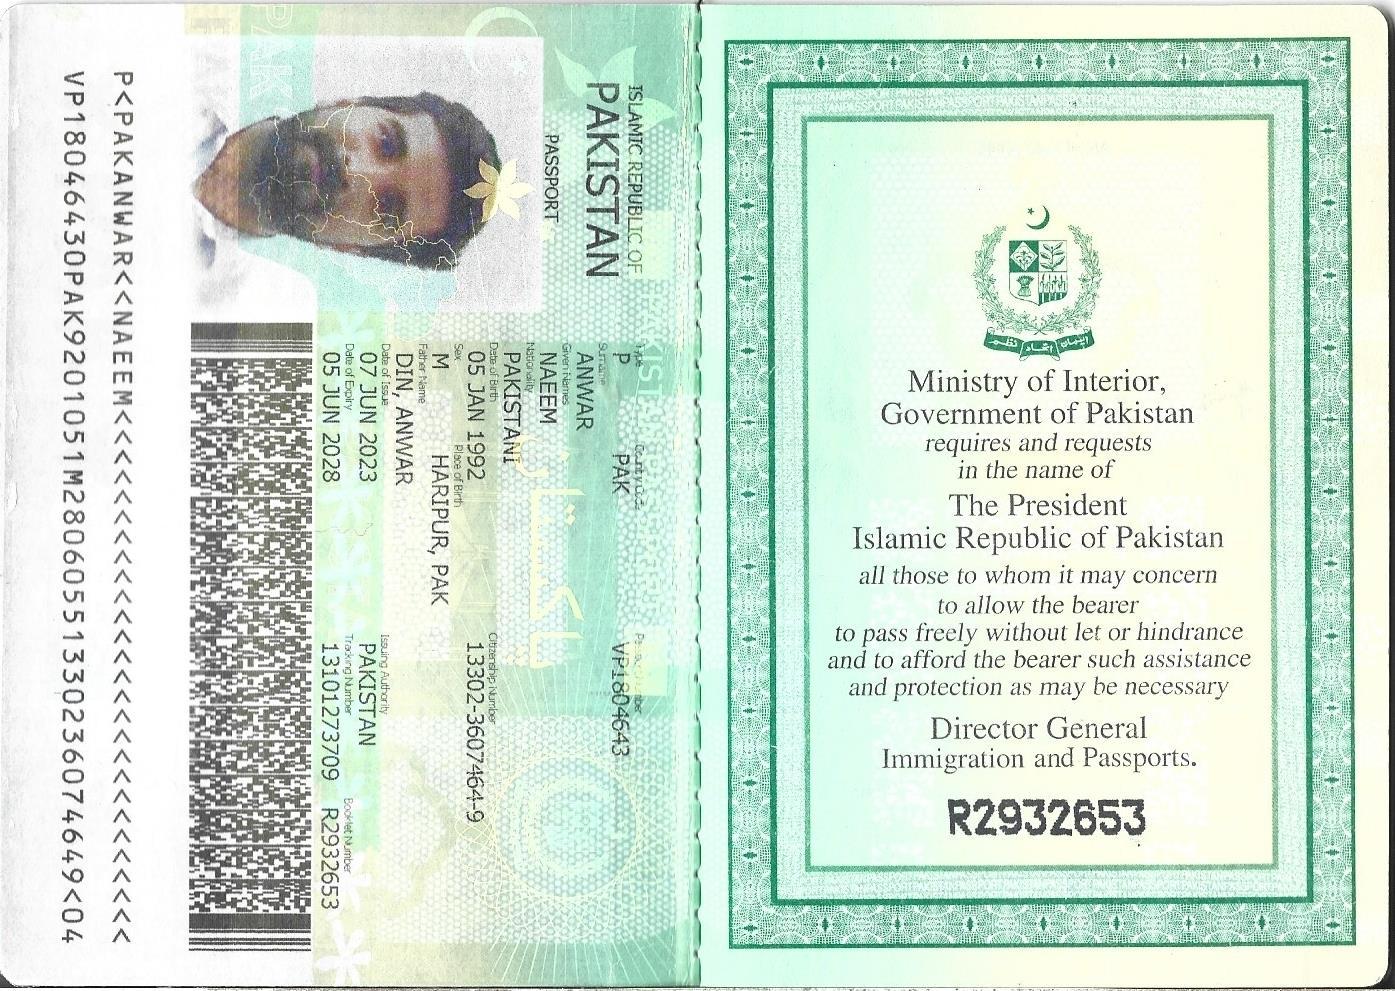 ISLAMIC REPUBLIC OF
PAKISTAN
PASSPORT
Type
P
Country code
PAK
Passport Number
VP1804643
Surname
ANWAR
Given Names
NAEEM
Nationality
PAKISTANI
پاکستان
Date of Birth
05 JAN 1992
Citizenship Number
13302-3607464-9
Sex
M
Place of Birth
HARIPUR, PAK
Father Name
DIN, ANWAR
Date of Issue
07 JUN 2023
Issuing Authority
PAKISTAN
Date of Expiry
05 JUN 2028
Tracking Number
13101273709
Booklet Number
R2932653
P<PAKANWAR<<NAEEM<<<<<<<<<<<<<<<<<<<<<<<<<<<
VP18046430PAK9201051M28060551330236074649<04
ایمان اتحاد نظم
Ministry of Interior,
Government of Pakistan
requires and requests
in the name of
The President
Islamic Republic of Pakistan
all those to whom it may concern
to allow the bearer
to pass freely without let or hindrance
and to afford the bearer such assistance
and protection as may be necessary
Director General
Immigration and Passports.
R2932653